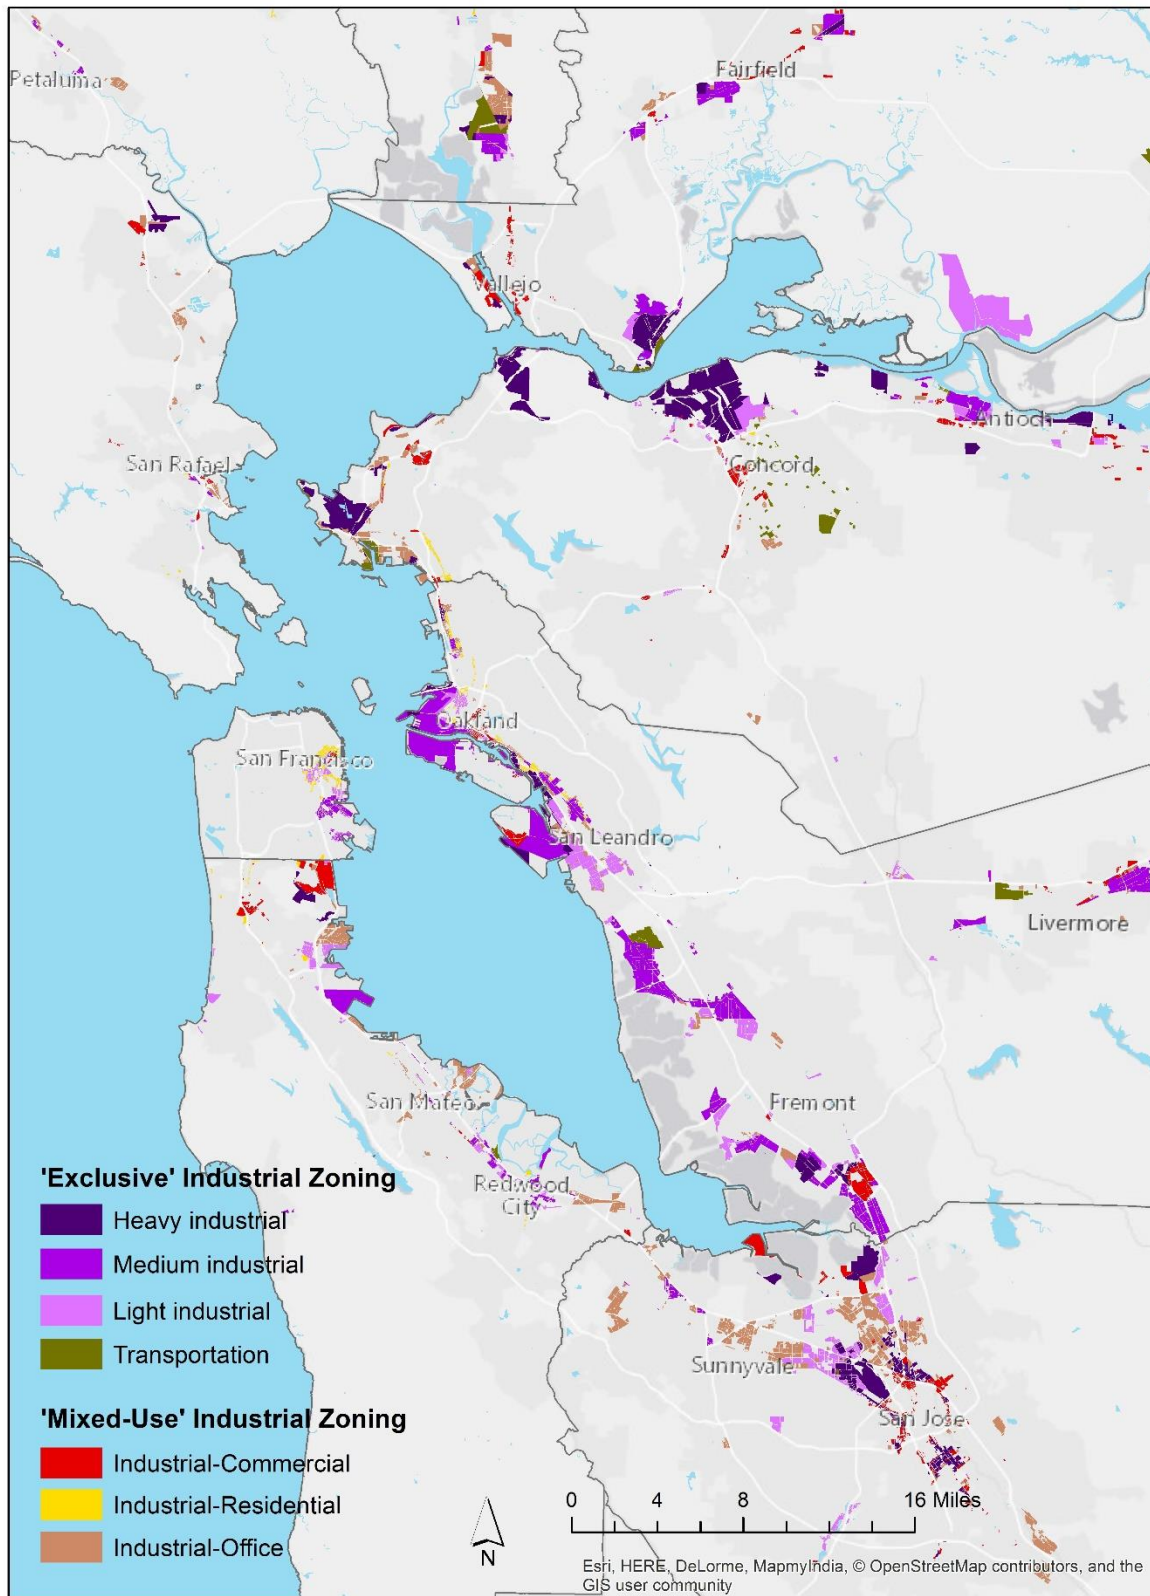 Petaluma
Fairfield
Vallejo
Antioch
San Rafael
Concord
Oakland
San Francisco
San Leandro
Livermore
San Mateo
Fremont
'Exclusive' Industrial Zoning
Redwood
City
Heavy industrial
Medium industrial
Light industrial
Transportation
Sunnyvale
'Mixed-Use' Industrial Zoning
San Jose
Industrial-Commercial
Industrial-Residential
Industrial-Office
0 4 8 16 Miles
N
Esri, HERE, DeLorme, MapmyIndia, © OpenStreetMap contributors, and the
GIS user community